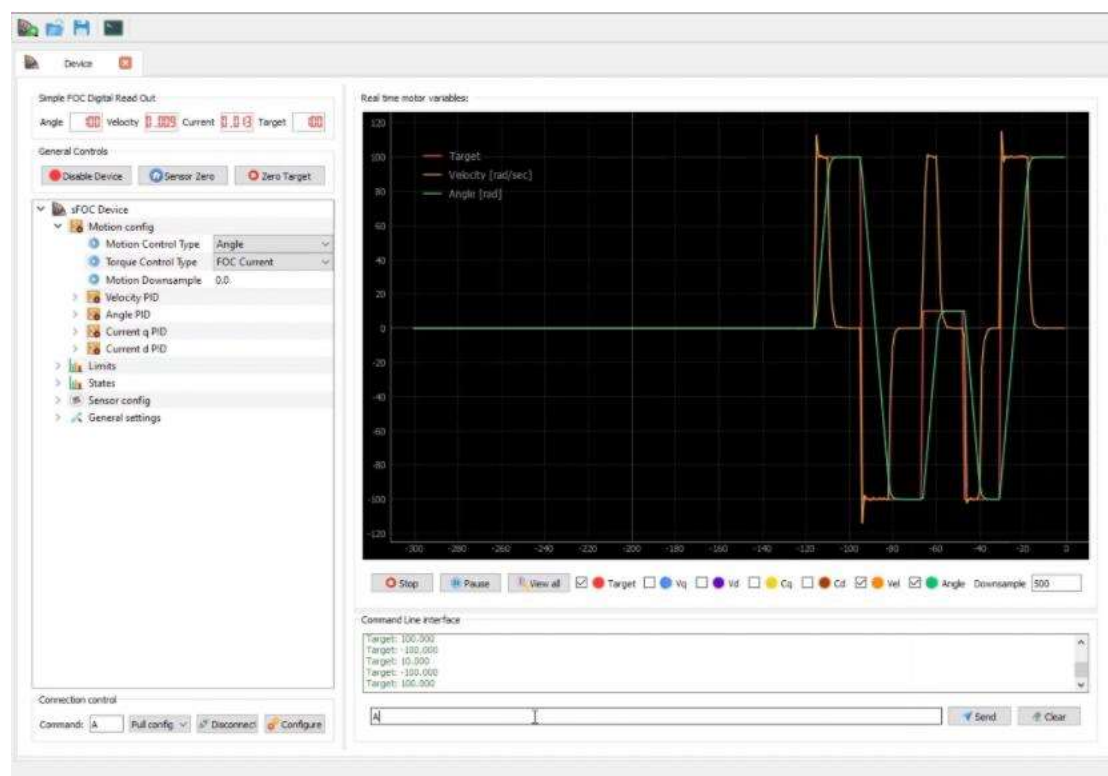 Device
Simple FOC Digital Read Out
Angle 100 Velocity 0.009 Current 0.013 Target 100
General Controls
Disable Device Sensor Zero Zero Target
sFOC Device
Motion config
Motion Control Type Angle
Torque Control Type FOC Current
Motion Downsample 0.0
Velocity PID
Angle PID
Current q PID
Current d PID
Limits
States
Sensor config
General settings
Connection control
Command: A Pull config Disconnect Configure
Real time motor variables:
120
100
80
60
40
20
0
-20
-40
-60
-80
-100
-120
Target
Velocity [rad/sec]
Angle [rad]
-300 -280 -260 -240 -220 -200 -180 -160 -140 -120 -100 -80 -60 -40 -20 0
Stop Pause View all Target Vq Vd Cq Cd Vel Angle Downsample 500
Command Line interface
Target: 100.000
Target: -100.000
Target: 10.000
Target: -100.000
Target: 100.000
A Send Clear